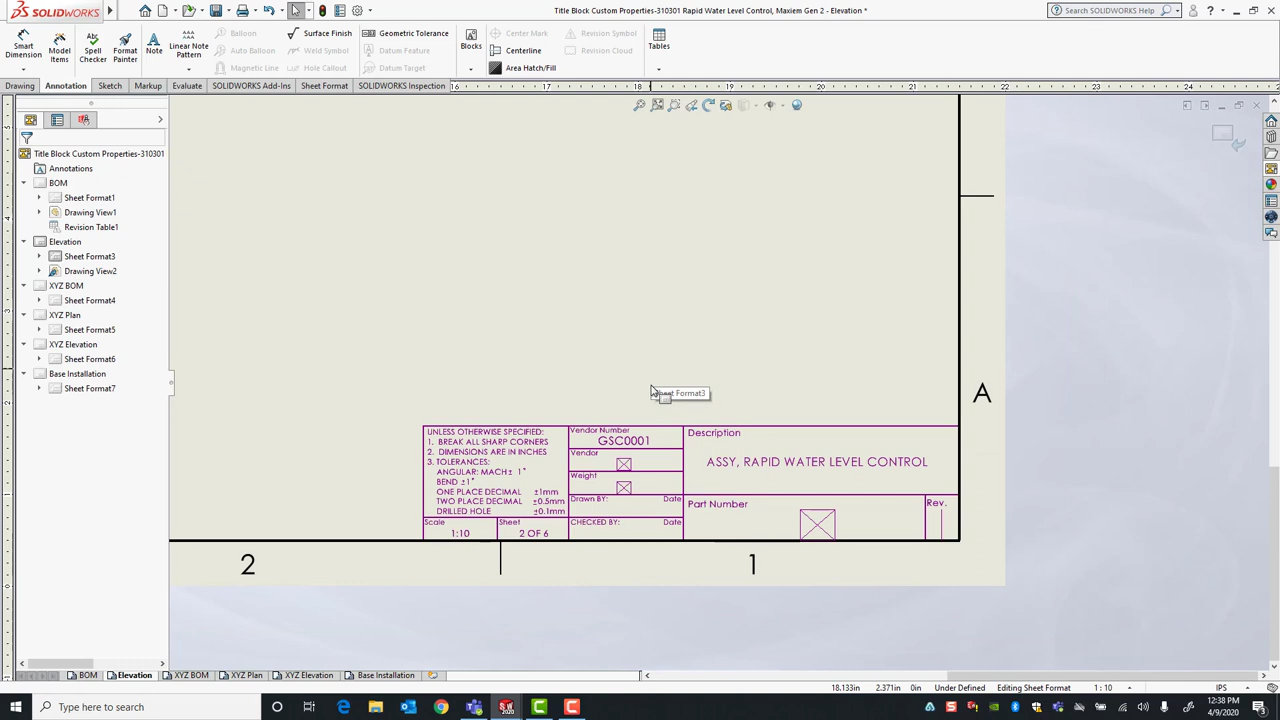 SOLIDWORKS
Title Block Custom Properties-310301 Rapid Water Level Control, Maxiem Gen 2 - Elevation *
Search SOLIDWORKS Help
Smart Dimension
Model Items
Spell Checker
Format Painter
Note
Linear Note Pattern
Balloon
Auto Balloon
Magnetic Line
Surface Finish
Weld Symbol
Hole Callout
Geometric Tolerance
Datum Feature
Datum Target
Blocks
Center Mark
Centerline
Area Hatch/Fill
Revision Symbol
Revision Cloud
Tables
Drawing
Annotation
Sketch
Markup
Evaluate
SOLIDWORKS Add-Ins
Sheet Format
SOLIDWORKS Inspection
16 17 18 19 20 21 22 23 24
Title Block Custom Properties-310301
Annotations
BOM
Sheet Format1
Drawing View1
Revision Table1
Elevation
Sheet Format3
Drawing View2
XYZ BOM
Sheet Format4
XYZ Plan
Sheet Format5
XYZ Elevation
Sheet Format6
Base Installation
Sheet Format7
Format3
A
UNLESS OTHERWISE SPECIFIED:
1. BREAK ALL SHARP CORNERS
2. DIMENSIONS ARE IN INCHES
3. TOLERANCES:
ANGULAR: MACH± 1°
BEND ±1°
ONE PLACE DECIMAL ±1mm
TWO PLACE DECIMAL ±0.5mm
DRILLED HOLE ±0.1mm
Scale
1:10
Sheet
2 OF 6
Vendor Number
GSC0001
Vendor
Weight
Drawn BY: Date
CHECKED BY: Date
Description
ASSY, RAPID WATER LEVEL CONTROL
Part Number
Rev.
2
1
BOM
Elevation
XYZ BOM
XYZ Plan
XYZ Elevation
Base Installation
18.133in 2.371in 0in Under Defined Editing Sheet Format 1 : 10 IPS
Type here to search
12:38 PM
4/9/2020